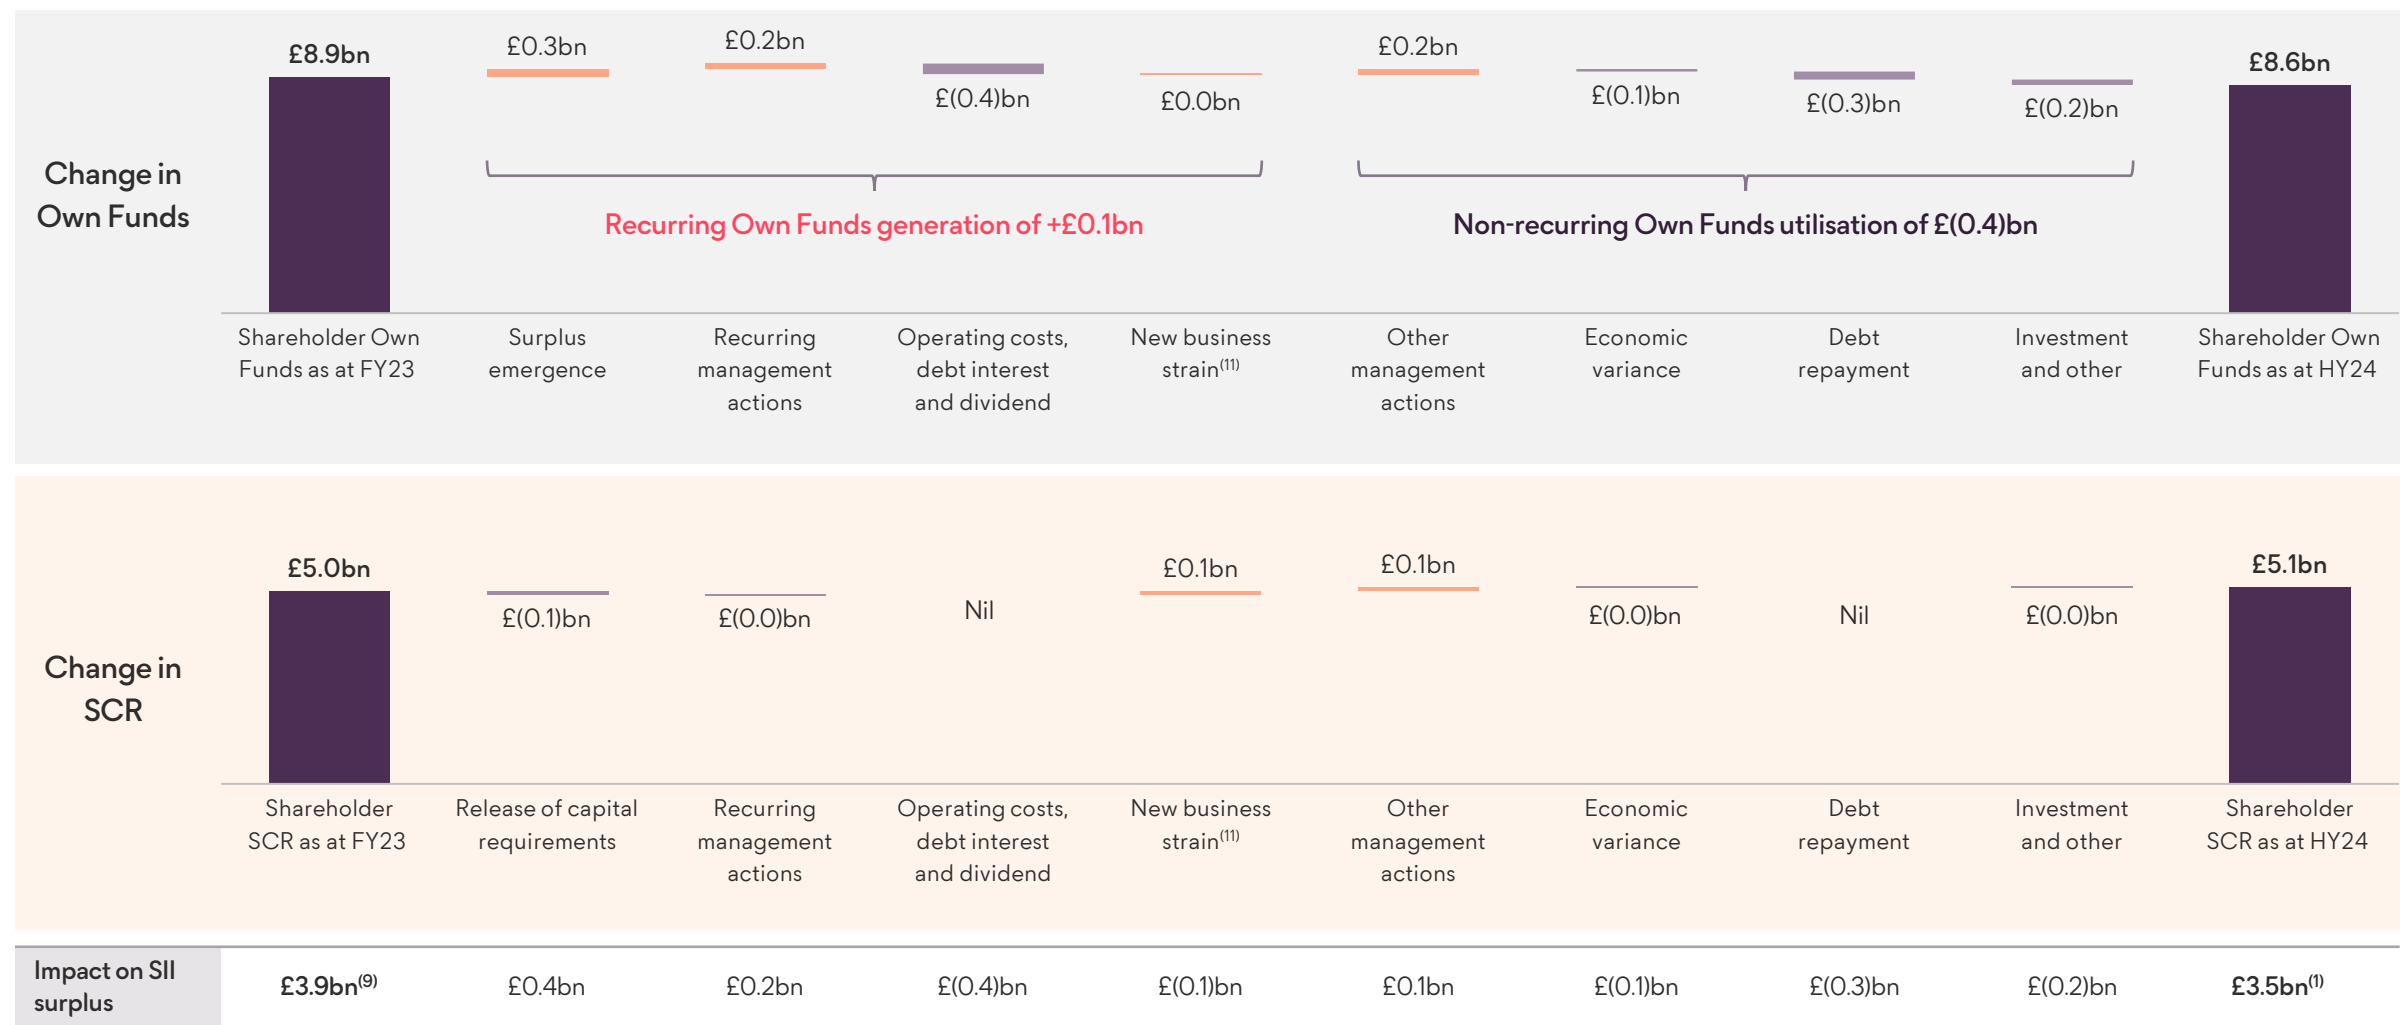 £8.9bn
£0.3bn
£0.2bn
£(0.4)bn
£0.0bn
£0.2bn
£(0.1)bn
£(0.3)bn
£(0.2)bn
£8.6bn
Change in
Own Funds
Recurring Own Funds generation of +£0.1bn
Non-recurring Own Funds utilisation of £(0.4)bn
Shareholder Own
Funds as at FY23
Surplus
emergence
Recurring
management
actions
Operating costs,
debt interest
and dividend
New business
strain(11)
Other
management
actions
Economic
variance
Debt
repayment
Investment
and other
Shareholder Own
Funds as at HY24
£5.0bn
£(0.1)bn
£(0.0)bn
Nil
£0.1bn
£0.1bn
£(0.0)bn
Nil
£(0.0)bn
£5.1bn
Change in
SCR
Shareholder
SCR as at FY23
Release of capital
requirements
Recurring
management
actions
Operating costs,
debt interest
and dividend
New business
strain(11)
Other
management
actions
Economic
variance
Debt
repayment
Investment
and other
Shareholder
SCR as at HY24
Impact on SII
surplus
£3.9bn(9)
£0.4bn
£0.2bn
£(0.4)bn
£(0.1)bn
£0.1bn
£(0.1)bn
£(0.3)bn
£(0.2)bn
£3.5bn(1)